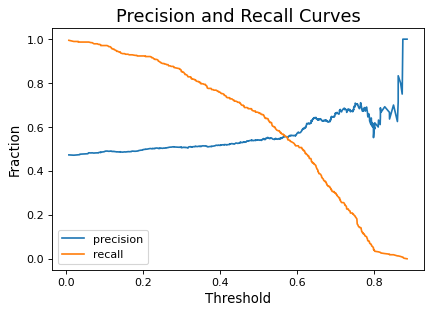 Precision and Recall Curves
1.0
0.8
0.6
0.4
0.2
0.0
Fraction
precision
recall
0.0 0.2 0.4 0.6 0.8
Threshold